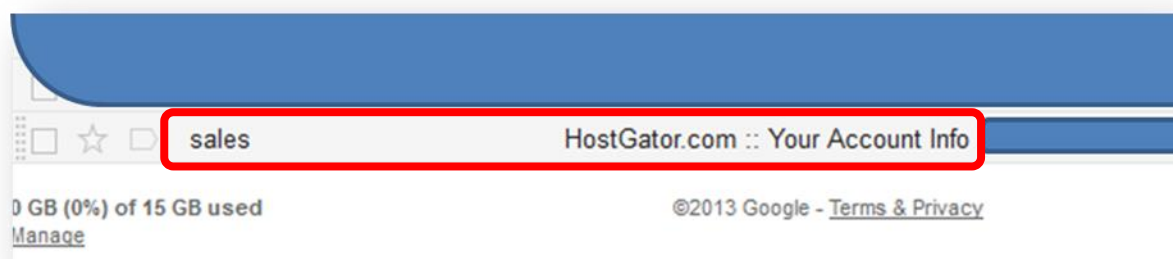 sales HostGator.com :: Your Account Info
0 GB (0%) of 15 GB used
©2013 Google - Terms & Privacy
Manage